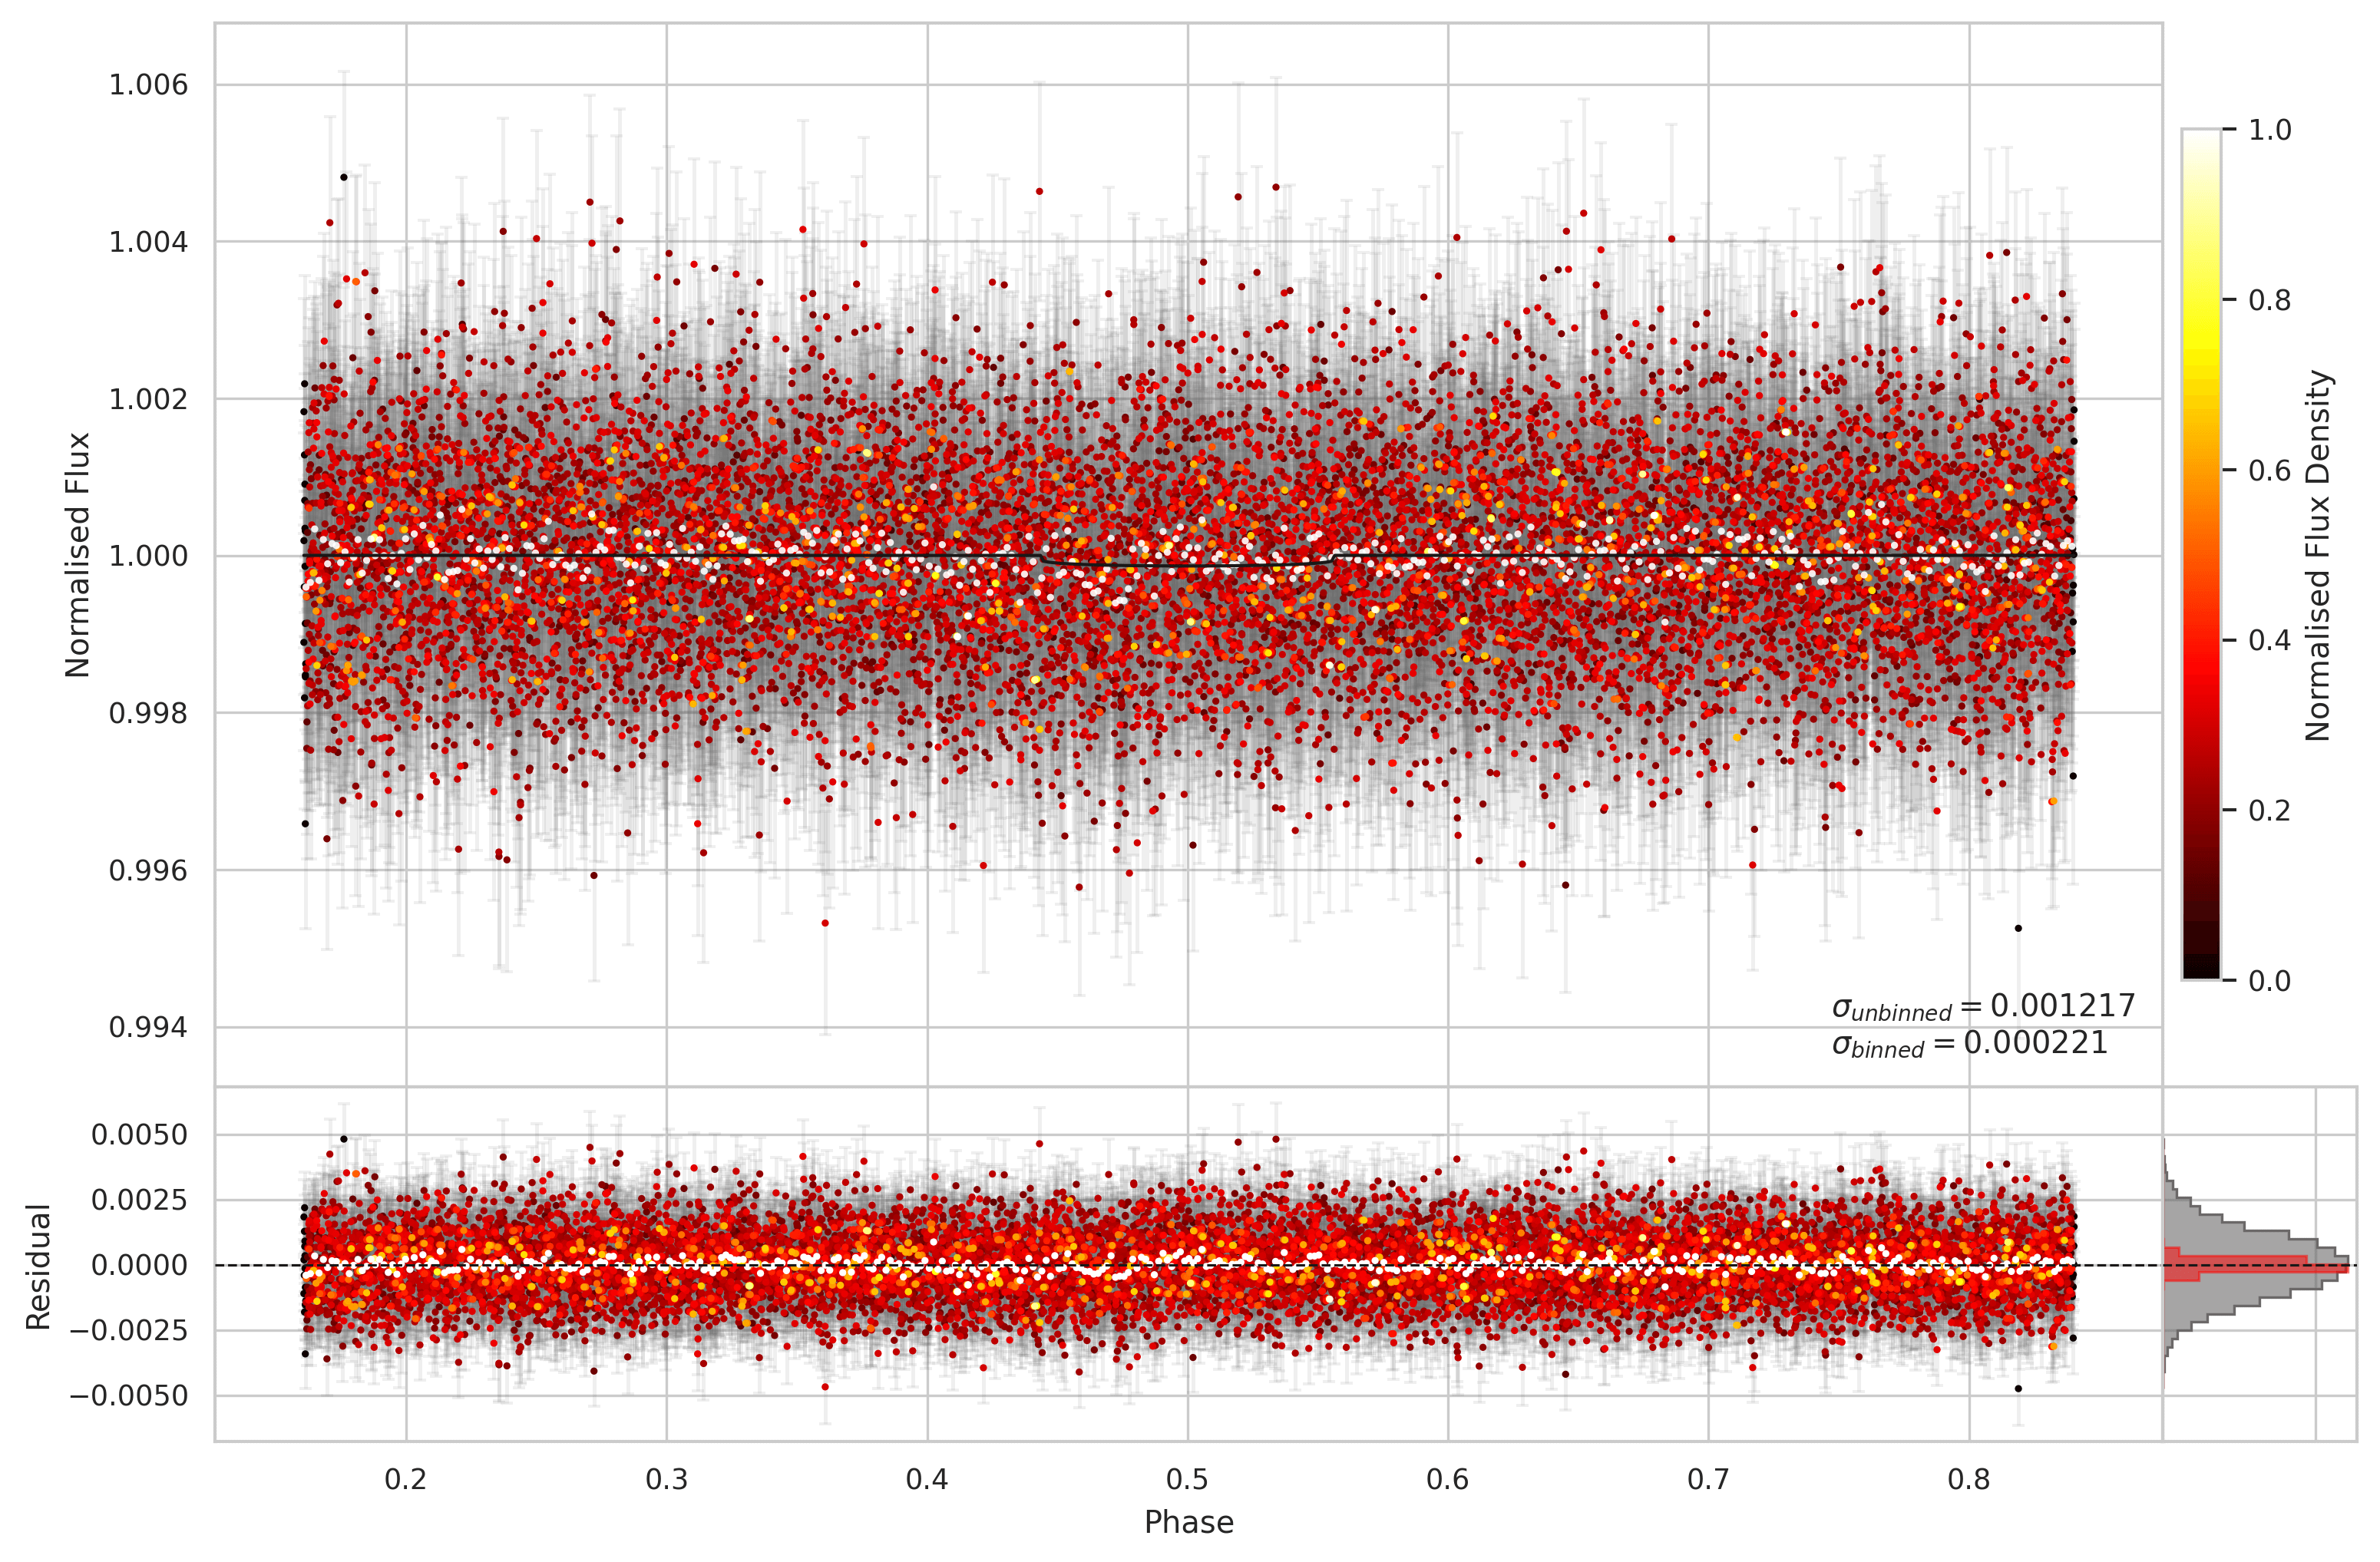 1.006
1.004
1.002
1.000
0.998
0.996
0.994
Normalised Flux
σunbinned = 0.001217
σbinned = 0.000221
1.0
0.8
0.6
0.4
0.2
0.0
Normalised Flux Density
0.0050
0.0025
0.0000
−0.0025
−0.0050
Residual
0.2 0.3 0.4 0.5 0.6 0.7 0.8
Phase